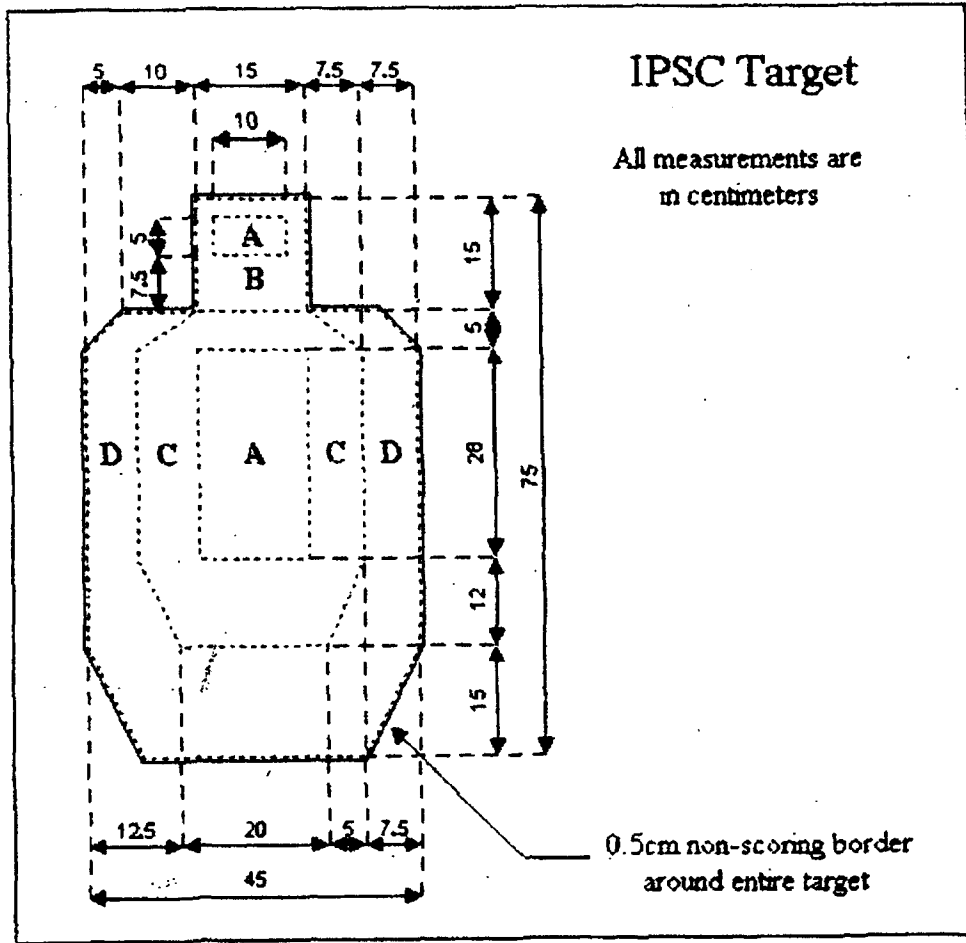 IPSC Target
All measurements are
in centimeters
5 10 15 7.5 7.5
10
A
B
5
7.5
15
5
D C A C D
28
75
12
15
12.5 20 5 7.5
45
0.5cm non-scoring border
around entire target